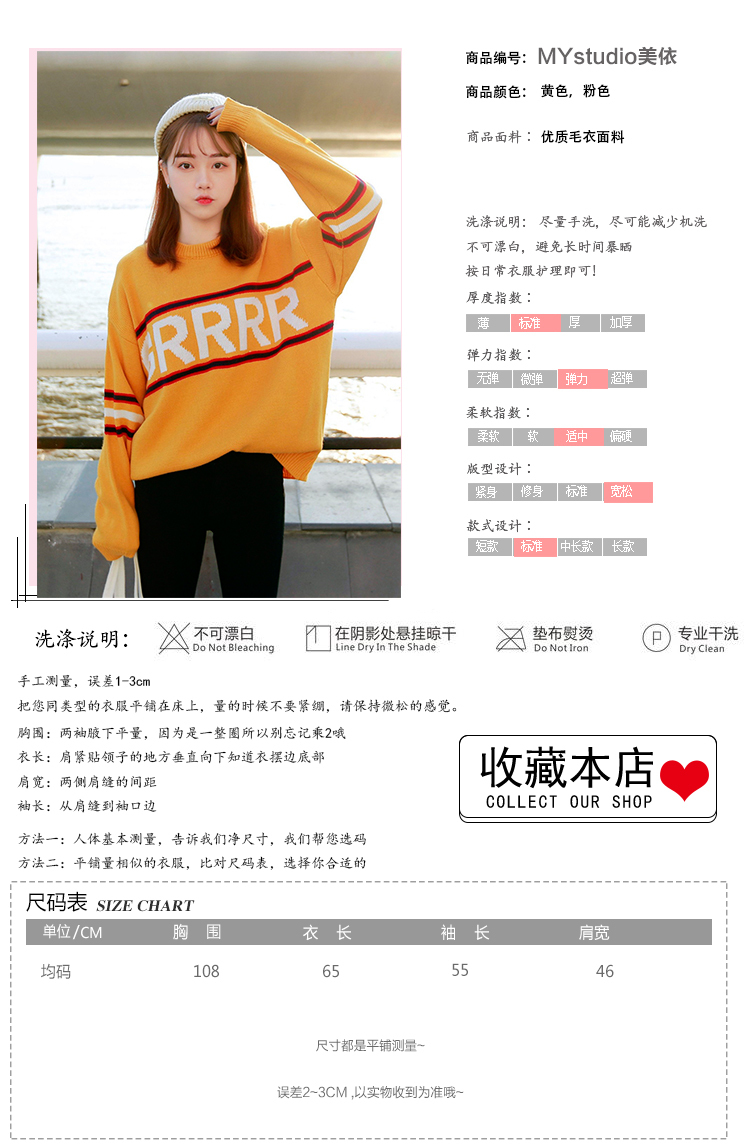 商品编号： MYstudio美依
商品颜色： 黄色，粉色
商品面料： 优质毛衣面料
GRRRR
洗涤说明： 尽量手洗，尽可能减少机洗
不可漂白，避免长时间暴晒
按日常衣服护理即可!
厚度指数：
薄 标准 厚 加厚
弹力指数：
无弹 微弹 弹力 超弹
柔软指数：
柔软 软 适中 偏硬
版型设计：
紧身 修身 标准 宽松
款式设计：
短款 标准 中长款 长款
洗涤说明： 不可漂白 在阴影处悬挂晾干 垫布熨烫 P 专业干洗
Do Not Bleaching Line Dry In The Shade Do Not Iron Dry Clean
手工测量，误差1-3cm
把您同类型的衣服平铺在床上，量的时候不要紧绷，请保持微松的感觉。
胸围：两袖腋下平量，因为是一整圈所以别忘记乘2哦
衣长：肩紧贴领子的地方垂直向下知道衣摆边底部
肩宽：两侧肩缝的间距
袖长：从肩缝到袖口边
收藏本店
COLLECT OUR SHOP
方法一：人体基本测量，告诉我们净尺寸，我们帮您选码
方法二：平铺量相似的衣服，比对尺码表，选择你合适的
尺码表 SIZE CHART
单位/CM 胸 围 衣 长 袖 长 肩宽
均码 108 65 55 46
尺寸都是平铺测量~
误差2~3CM ,以实物收到为准哦~